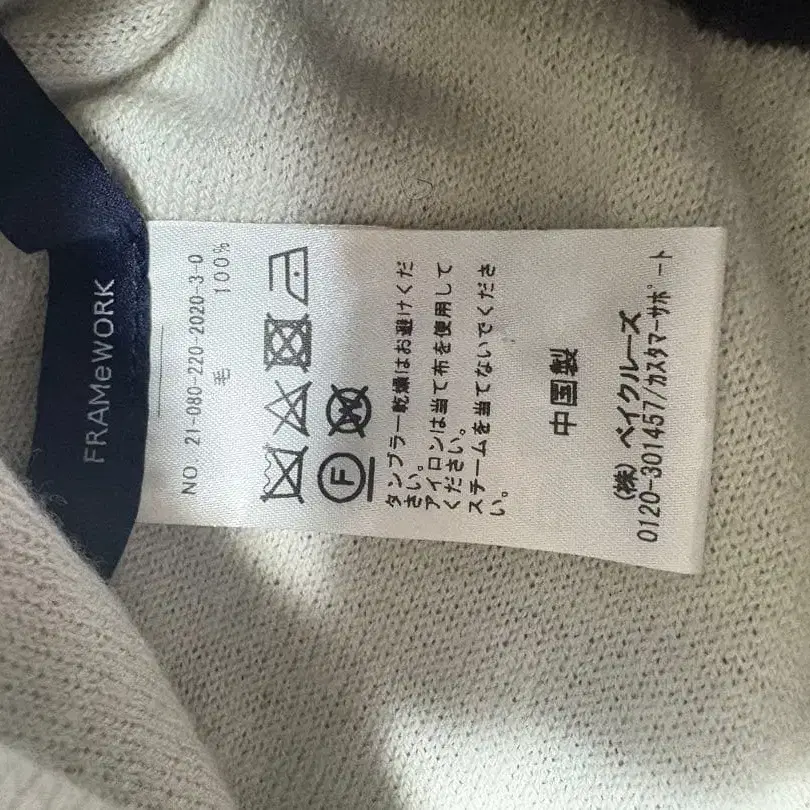 FRAMeWORK
NO. 21-080-220-2020-3-0
毛 100%
F
W
タンブラー乾燥はお避けくだ
さい。
アイロンは当て布を使用して
ください。
スチームを当てないでくださ
い。
中国製
(株) ベイクルーズ
0120-301457/カスタマーサポート